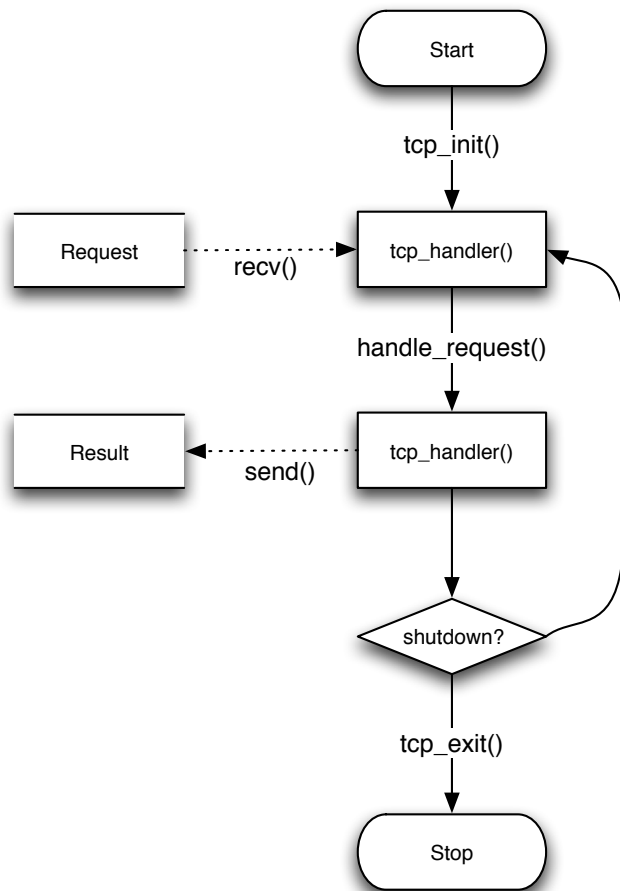 Start
tcp_init()
Request
recv()
tcp_handler()
handle_request()
Result
send()
tcp_handler()
shutdown?
tcp_exit()
Stop